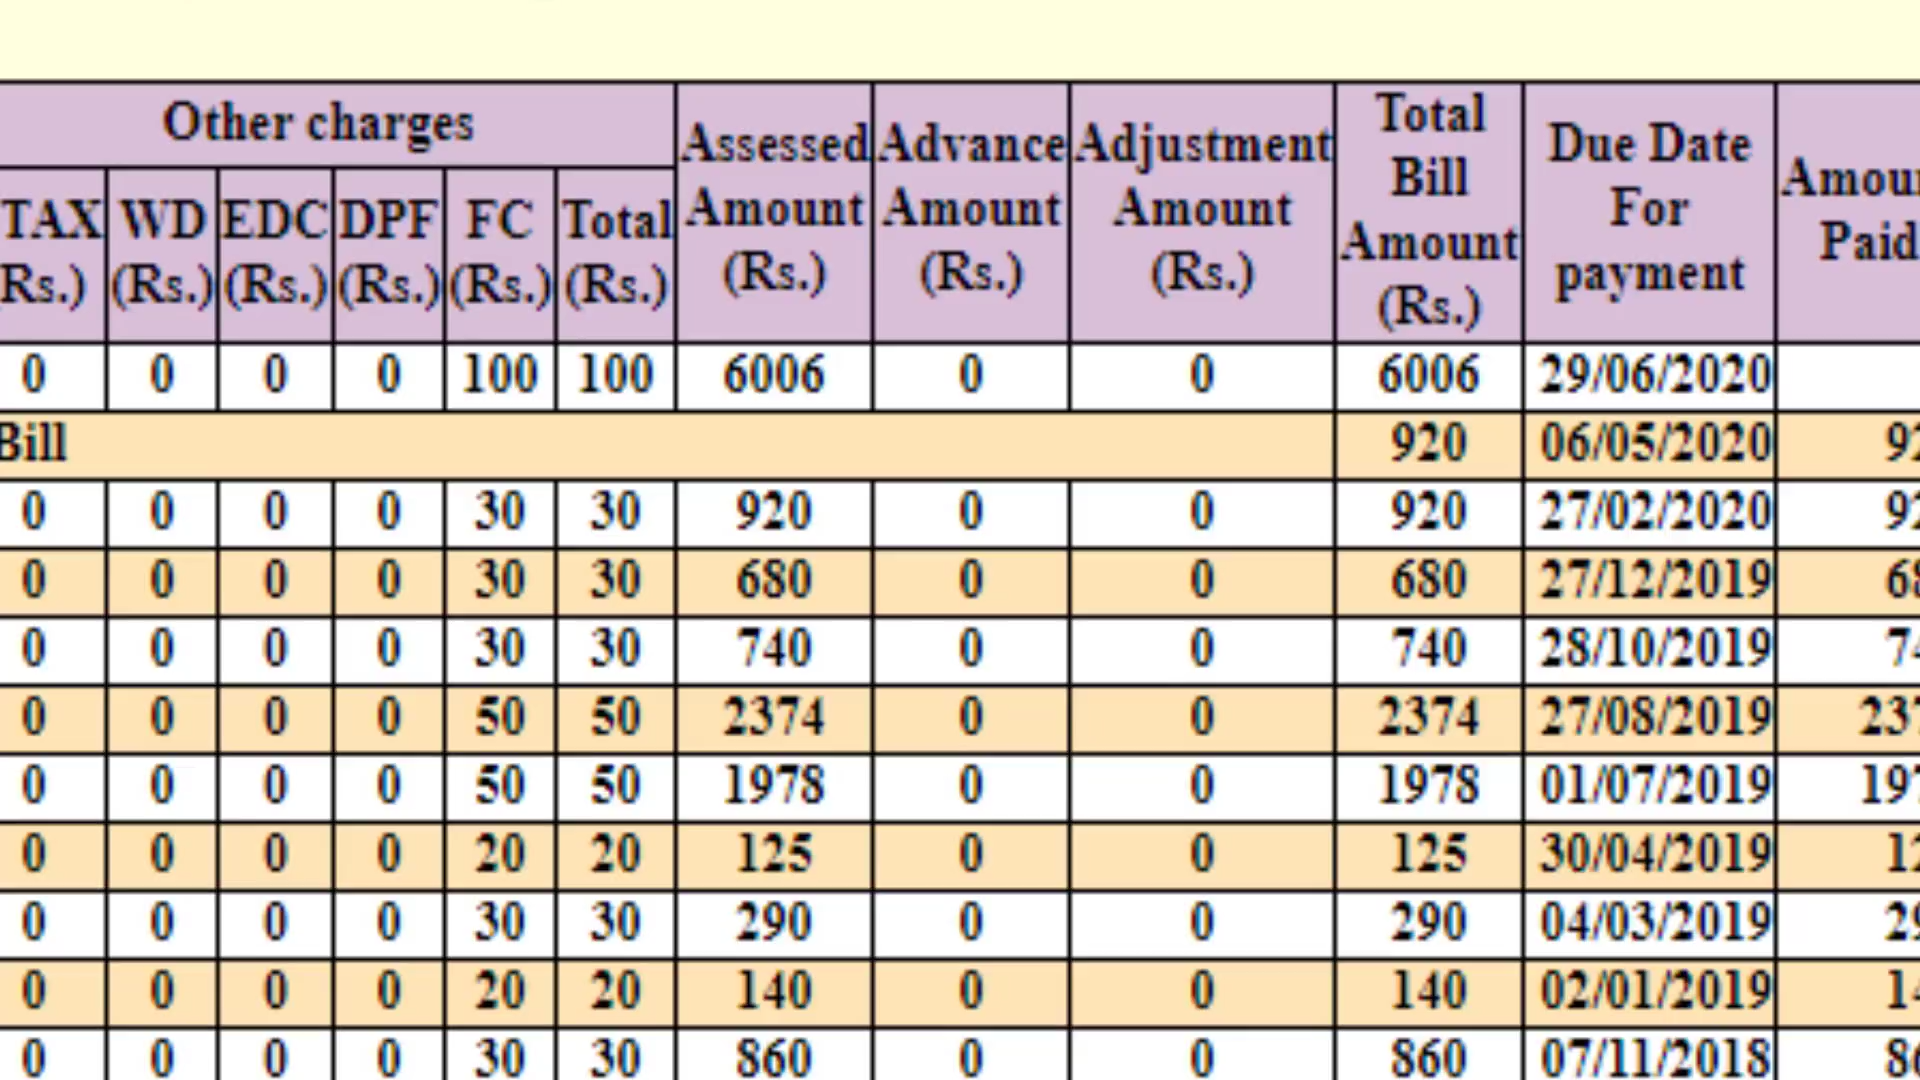 Other charges Assessed Amount (Rs.) Advance Amount (Rs.) Adjustment Amount (Rs.) Total Bill Amount (Rs.) Due Date For payment
TAX WD (Rs.) EDC (Rs.) DPF (Rs.) FC (Rs.) Total (Rs.)
0 0 0 0 100 100 6006 0 0 6006 29/06/2020
Bill 920 06/05/2020
0 0 0 0 30 30 920 0 0 920 27/02/2020
0 0 0 0 30 30 680 0 0 680 27/12/2019
0 0 0 0 30 30 740 0 0 740 28/10/2019
0 0 0 0 50 50 2374 0 0 2374 27/08/2019
0 0 0 0 50 50 1978 0 0 1978 01/07/2019
0 0 0 0 20 20 125 0 0 125 30/04/2019
0 0 0 0 30 30 290 0 0 290 04/03/2019
0 0 0 0 20 20 140 0 0 140 02/01/2019
0 0 0 0 30 30 860 0 0 860 07/11/2018